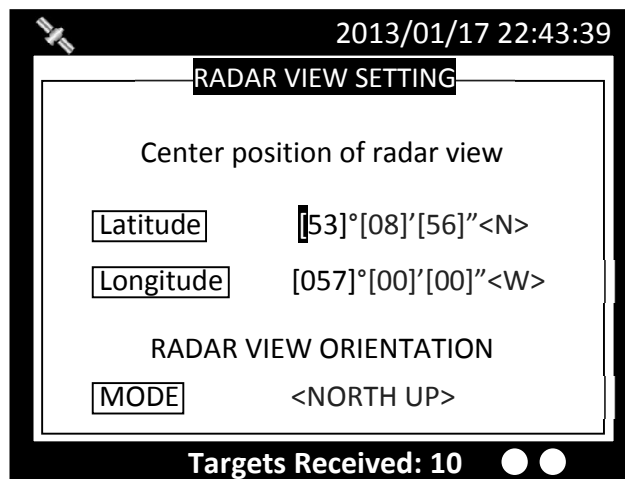 2013/01/17 22:43:39
RADAR VIEW SETTING
Center position of radar view
Latitude [53]°[08]’[56]”<N>
Longitude [057]°[00]’[00]”<W>
RADAR VIEW ORIENTATION
MODE <NORTH UP>
Targets Received: 10